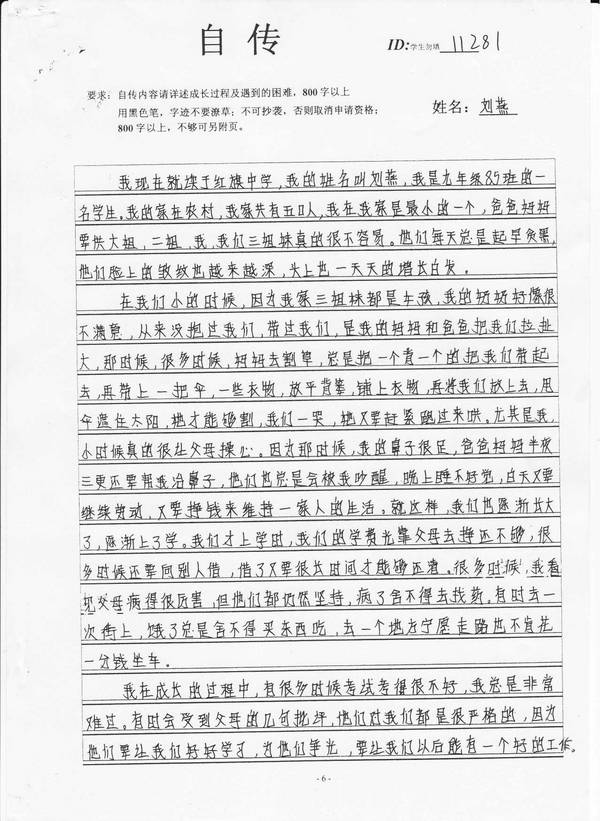 自传
ID:学生勿填 11281
要求：自传内容请详述成长过程及遇到的困难，800字以上
用黑色笔，字迹不要潦草；不可抄袭，否则取消申请资格；
800字以上，不够可另附页。
姓名：刘燕
我现在就读于红旗中学，我的姓名叫刘燕，我是九年级85班的一
名学生。我的家在农村，我家共有五口人，我在我家是最小的一个，爸爸妈妈
要供大姐，二姐，我，我们三姐妹真的很不容易。他们每天总是起早贪黑，
他们脸上的皱纹也越来越深，头上也一天天的增长白发。
在我们小的时候，因为我家三姐妹都是女孩，我的奶奶好像很
不满意，从来没抱过我们，带过我们，是我的妈妈和爸爸把我们拉扯
大，那时候，很多时候，妈妈去割草，总是把一个背一个的把我们带起
去，再带上一把伞，一些衣物，放平背篓，铺上衣物，再将我们放上去，用
伞遮住太阳，她才能够割，我们一哭，她又要赶紧跑过来哄。尤其是我，
小时候真的很让父母操心。因为那时候，我的鼻子很足，爸爸妈妈半夜
三更还要帮我治鼻子，他们也总是会被我吵醒，晚上睡不好觉，白天又要
继续劳动，又要挣钱来维持一家人的生活。就这样，我们也逐渐长大
了，逐渐上了学。我们才上学时，我们的学费光靠父母去挣还不够，很
多时候还要向别人借，借了又要很长时间才能够还清。很多时候，我看
见父母病得很厉害，但他们都仍然坚持，病了舍不得去找药。有时去一
次街上，饿了总是舍不得买东西吃，去一个地方宁愿走路也不肯花
一分钱坐车。
我在成长的过程中，有很多时候考试考得很不好，我总是非常
难过。有时会受到父母的几句批评，他们对我们都是很严格的，因为
他们要让我们好好学习，为他们争光，要让我们以后能有一个好的工作。
- 6 -